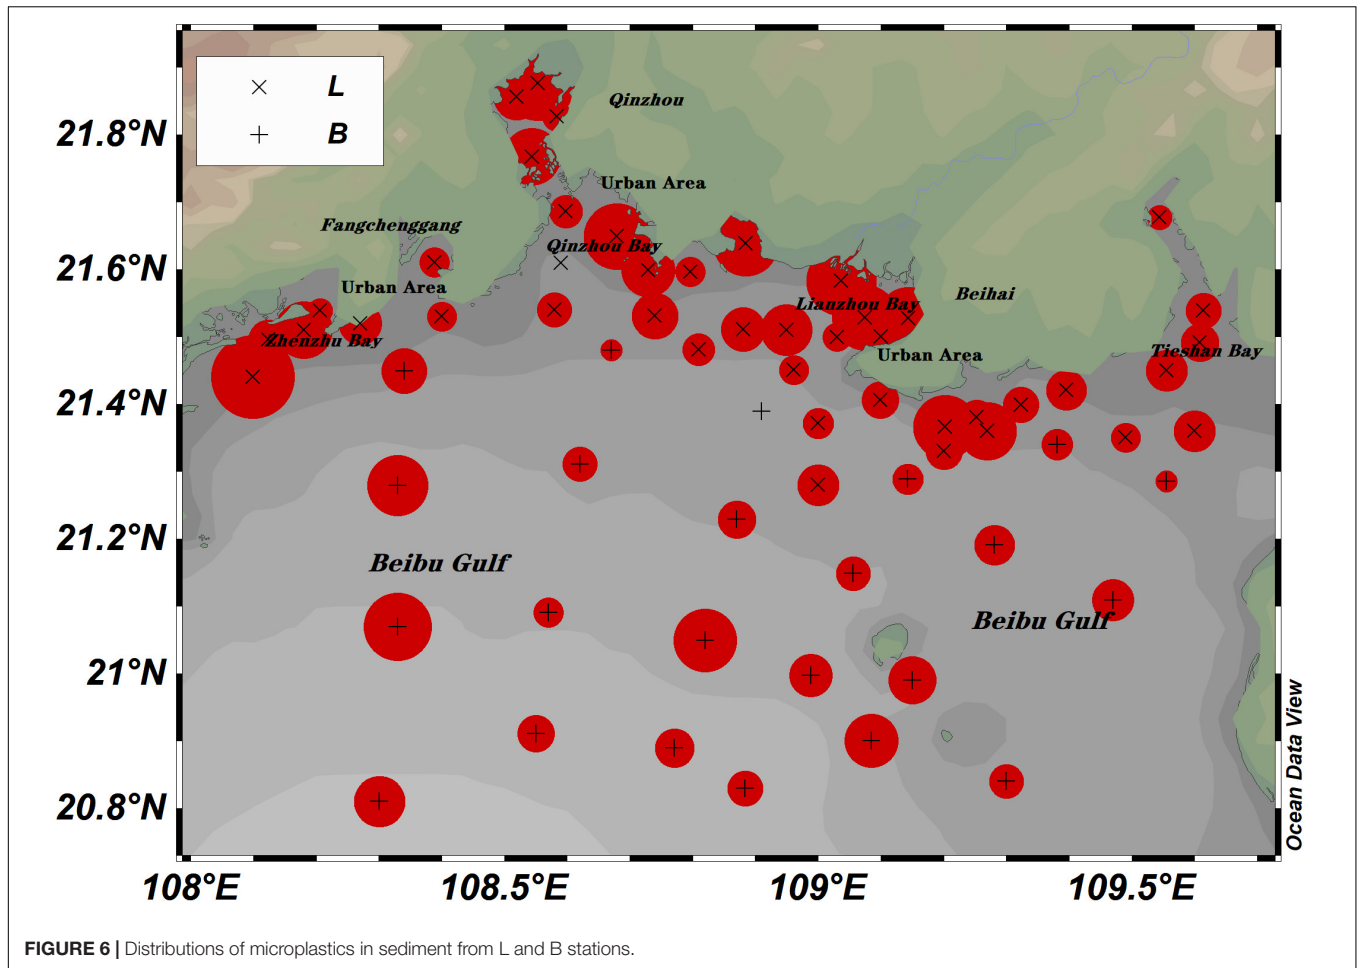 L
B
Qinzhou
21.8°N
Urban Area
Fangchenggang
Qinzhou Bay
21.6°N
Urban Area
Beihai
Lianzhou Bay
Zhenzhu Bay
Urban Area
Tieshan Bay
21.4°N
21.2°N
Beibu Gulf
Beibu Gulf
21°N
20.8°N
Ocean Data View
108°E
108.5°E
109°E
109.5°E
FIGURE 6 | Distributions of microplastics in sediment from L and B stations.